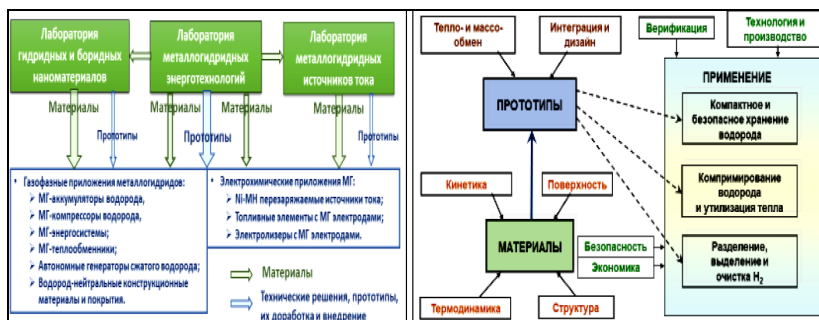 Лаборатория
гидридных и боридных
наноматериалов
Лаборатория
металлогидридных
энерготехнологий
Лаборатория
металлогидридных
источников тока
Материалы
Прототипы
Материалы
Прототипы
Материалы
Материалы
Прототипы
• Газофазные приложения металлогидридов:
➢ МГ-аккумуляторы водорода,
➢ МГ-компрессоры водорода,
➢ МГ-энергосистемы;
➢ МГ-теплообменники;
➢ Автономные генераторы сжатого водорода;
➢ Водород-нейтральные конструкционные
материалы и покрытия.
• Электрохимические приложения МГ:
➢ Ni-MH перезаряжаемые источники тока;
➢ Топливные элементы с МГ электродами;
➢ Электролизеры с МГ электродами.
Материалы
Технические решения, прототипы,
их доработка и внедрение
Тепло- и массо-
обмен
Интеграция и
дизайн
Верификация
Технология и
производство
ПРОТОТИПЫ
ПРИМЕНЕНИЕ
Компактное и
безопасное хранение
водорода
Компримирование
водорода
и утилизация тепла
Разделение,
выделение и
очистка H₂
Кинетика
Поверхность
МАТЕРИАЛЫ
Безопасность
Экономика
Термодинамика
Структура